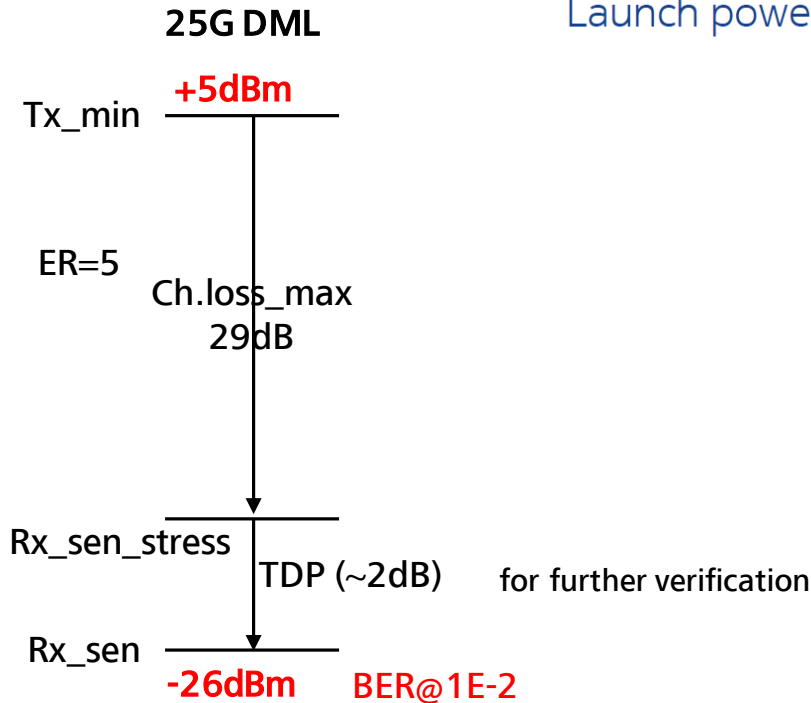 Launch powe
25G DML
+5dBm
Tx_min
ER=5
Ch.loss_max
29dB
Rx_sen_stress
TDP (~2dB)
for further verification
Rx_sen
-26dBm
BER@1E-2